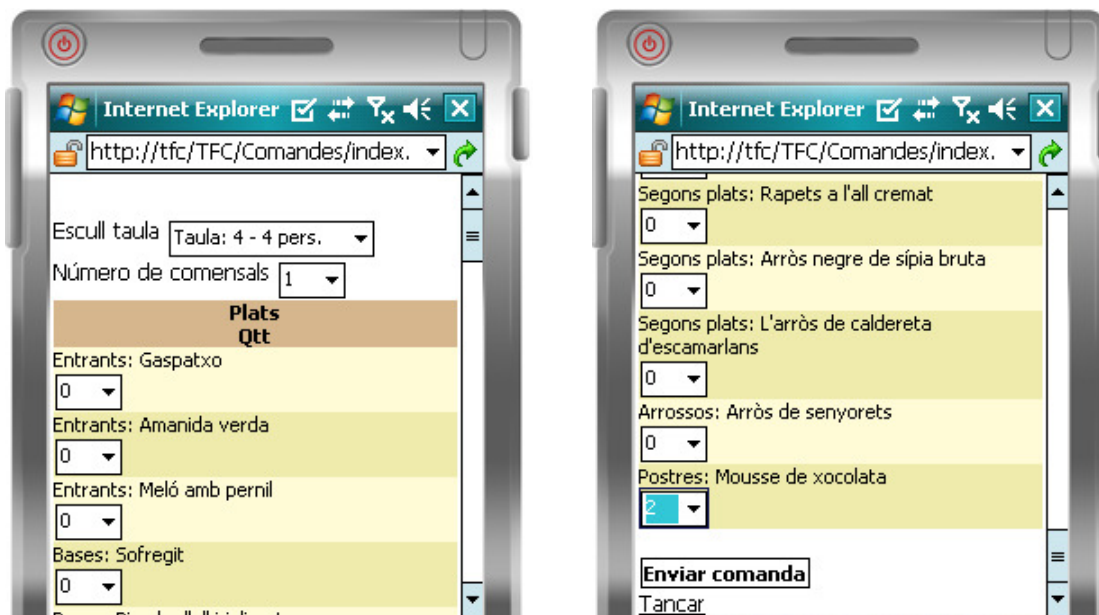 Internet Explorer
http://tfc/TFC/Comandes/index.
Escull taula Taula: 4 - 4 pers.
Número de comensals 1
Plats
Qtt
Entrants: Gaspatxo
0
Entrants: Amanida verda
0
Entrants: Meló amb pernil
0
Bases: Sofregit
0
Internet Explorer
http://tfc/TFC/Comandes/index.
Segons plats: Rapets a l'all cremat
0
Segons plats: Arròs negre de sípia bruta
0
Segons plats: L'arròs de caldereta
d'escamarlans
0
Arrossos: Arròs de senyorets
0
Postres: Mousse de xocolata
2
Enviar comanda
Tancar